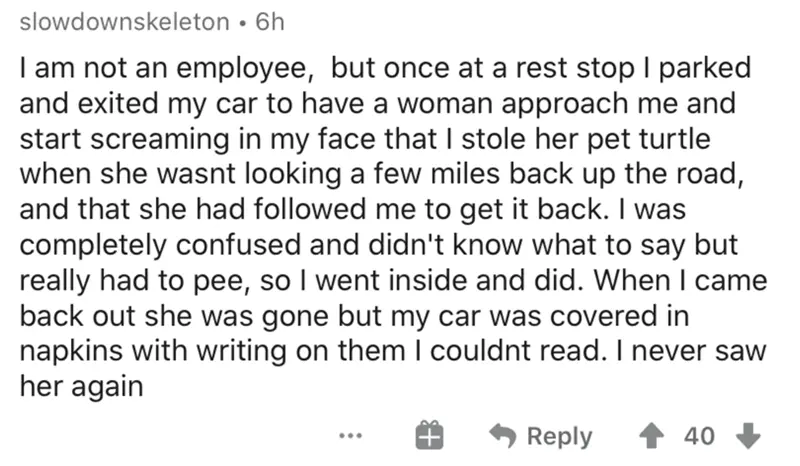 slowdownskeleton • 6h
I am not an employee,  but once at a rest stop I parked
and exited my car to have a woman approach me and
start screaming in my face that I stole her pet turtle
when she wasnt looking a few miles back up the road,
and that she had followed me to get it back. I was
completely confused and didn't know what to say but
really had to pee, so I went inside and did. When I came
back out she was gone but my car was covered in
napkins with writing on them I couldnt read. I never saw
her again
... Reply 40